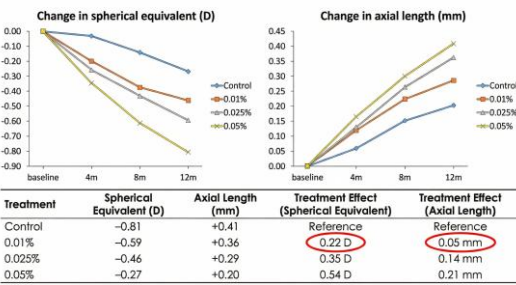 Change in spherical equivalent (D)
0.00
-0.10
-0.20
-0.30
-0.40
-0.50
-0.60
-0.70
-0.80
-0.90
baseline 4m 8m 12m
Control
0.01%
0.025%
0.05%
Change in axial length (mm)
0.45
0.40
0.35
0.30
0.25
0.20
0.15
0.10
0.05
0.00
baseline 4m 8m 12m
Control
0.01%
0.025%
0.05%
Treatment Spherical Equivalent (D) Axial Length (mm) Treatment Effect (Spherical Equivalent) Treatment Effect (Axial Length)
Control −0.81 +0.41 Reference Reference
0.01% −0.59 +0.36 0.22 D 0.05 mm
0.025% −0.46 +0.29 0.35 D 0.14 mm
0.05% −0.27 +0.20 0.54 D 0.21 mm